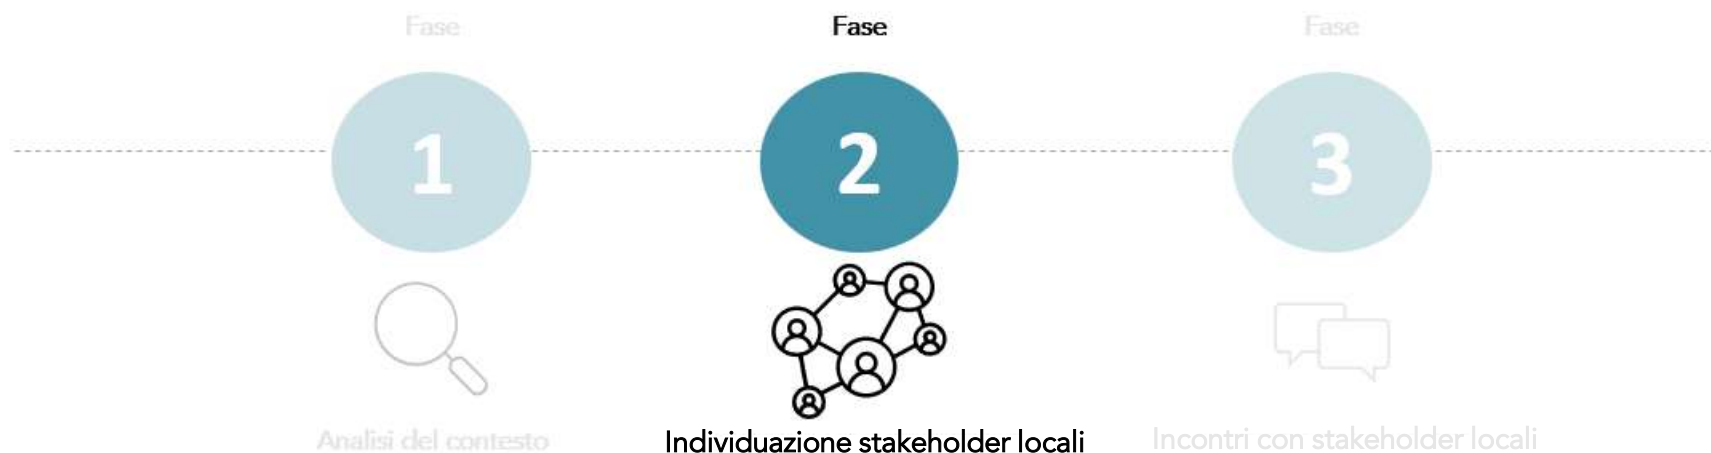 Fase
Fase
Fase
1
2
3
Analisi del contesto
Individuazione stakeholder locali
Incontri con stakeholder locali